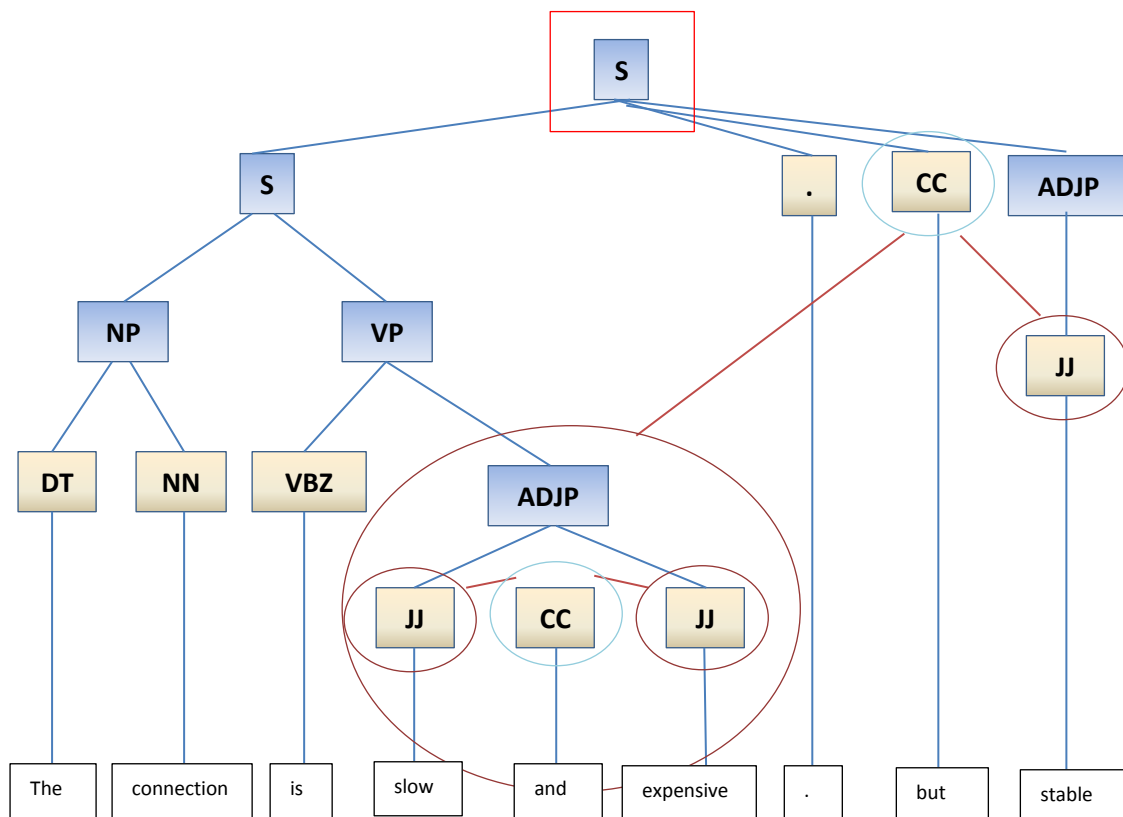 S
S . CC ADJP
NP VP JJ
DT NN VBZ ADJP
JJ CC JJ
The connection is slow and expensive . but stable